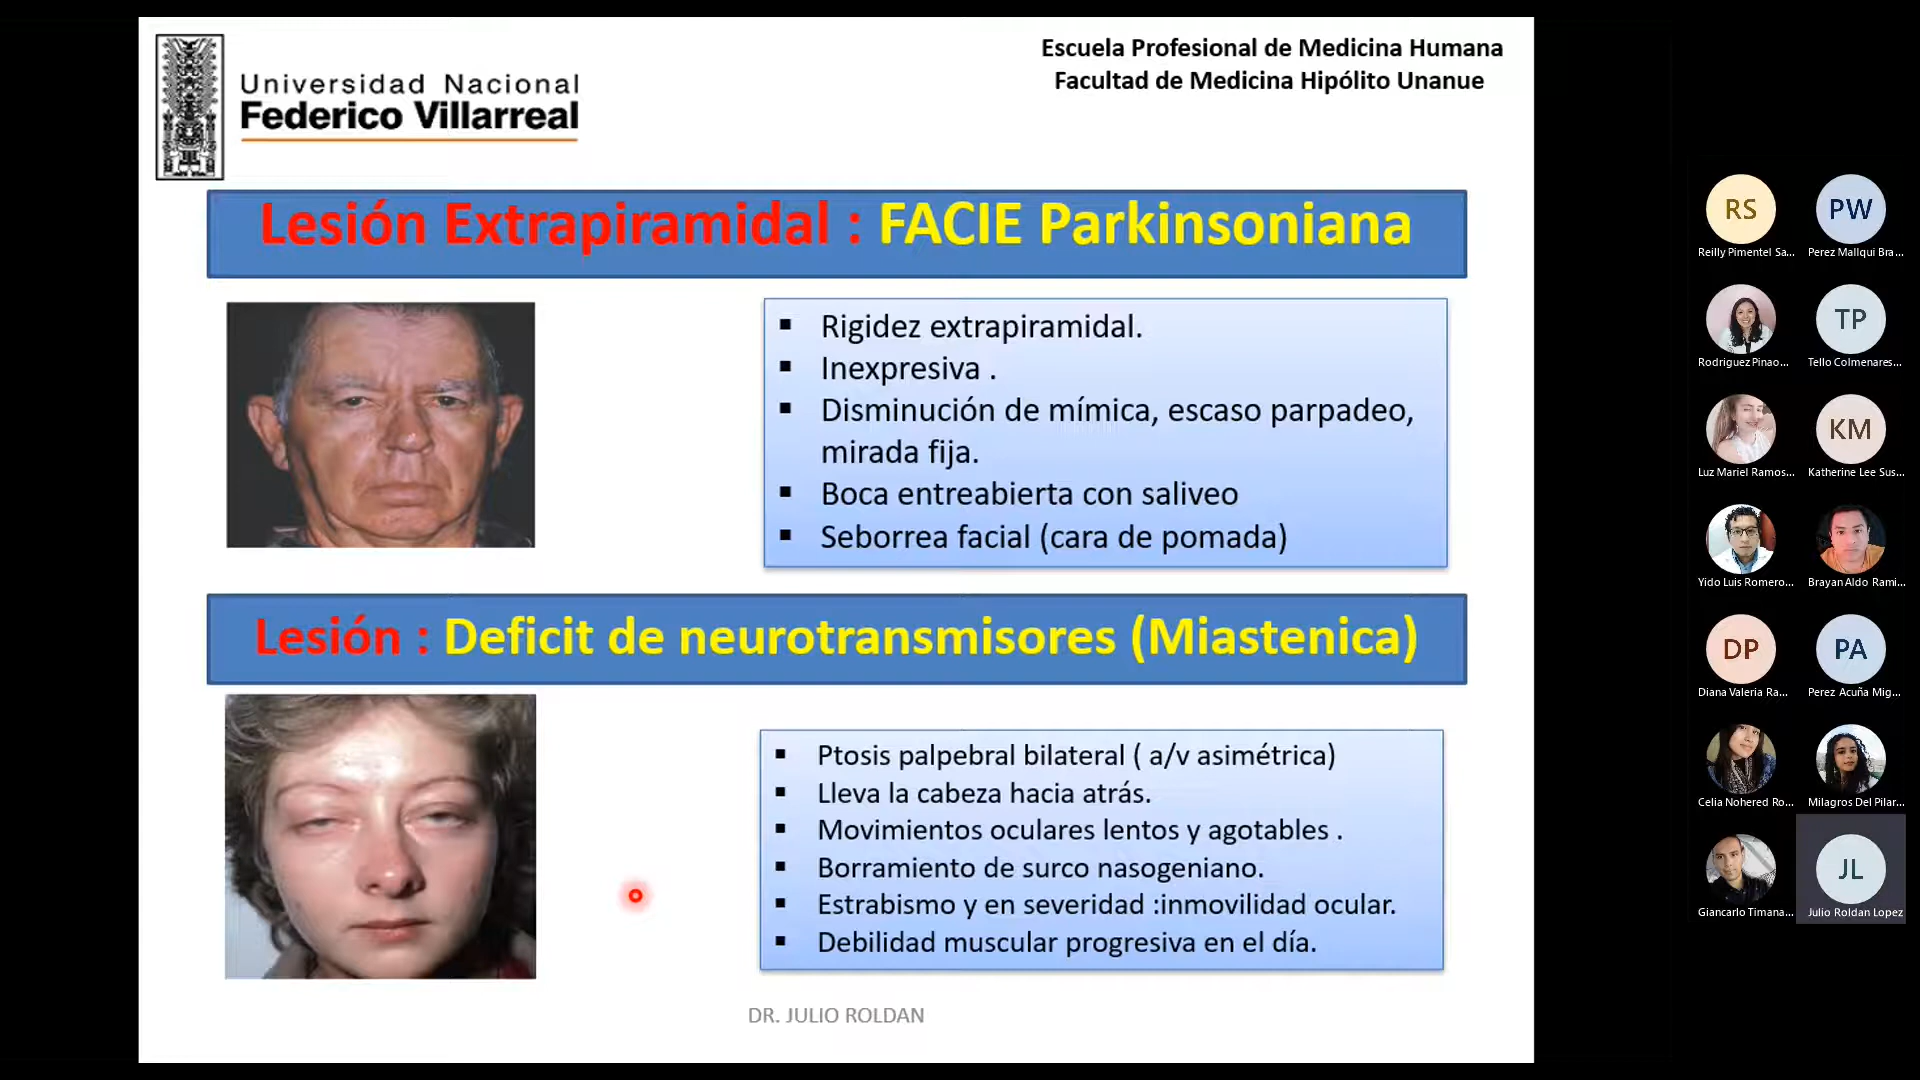 Universidad Nacional
Federico Villarreal
Escuela Profesional de Medicina Humana
Facultad de Medicina Hipólito Unanue
Lesión Extrapiramidal : FACIE Parkinsoniana
Rigidez extrapiramidal.
Inexpresiva .
Disminución de mímica, escaso parpadeo,
mirada fija.
Boca entreabierta con saliveo
Seborrea facial (cara de pomada)
Lesión : Deficit de neurotransmisores (Miastenica)
Ptosis palpebral bilateral ( a/v asimétrica)
Lleva la cabeza hacia atrás.
Movimientos oculares lentos y agotables .
Borramiento de surco nasogeniano.
Estrabismo y en severidad :inmovilidad ocular.
Debilidad muscular progresiva en el día.
DR. JULIO ROLDAN
RS
PW
Reilly Pimentel Sa...
Perez Mallqui Bra...
TP
Rodriguez Pinao...
Tello Colmenares...
KM
Luz Mariel Ramos...
Katherine Lee Sus...
Yido Luis Romero...
Brayan Aldo Rami...
DP
PA
Diana Valeria Ra...
Perez Acuña Mig...
Celia Nohered Ro...
Milagros Del Pilar...
JL
Giancarlo Timana...
Julio Roldan Lopez